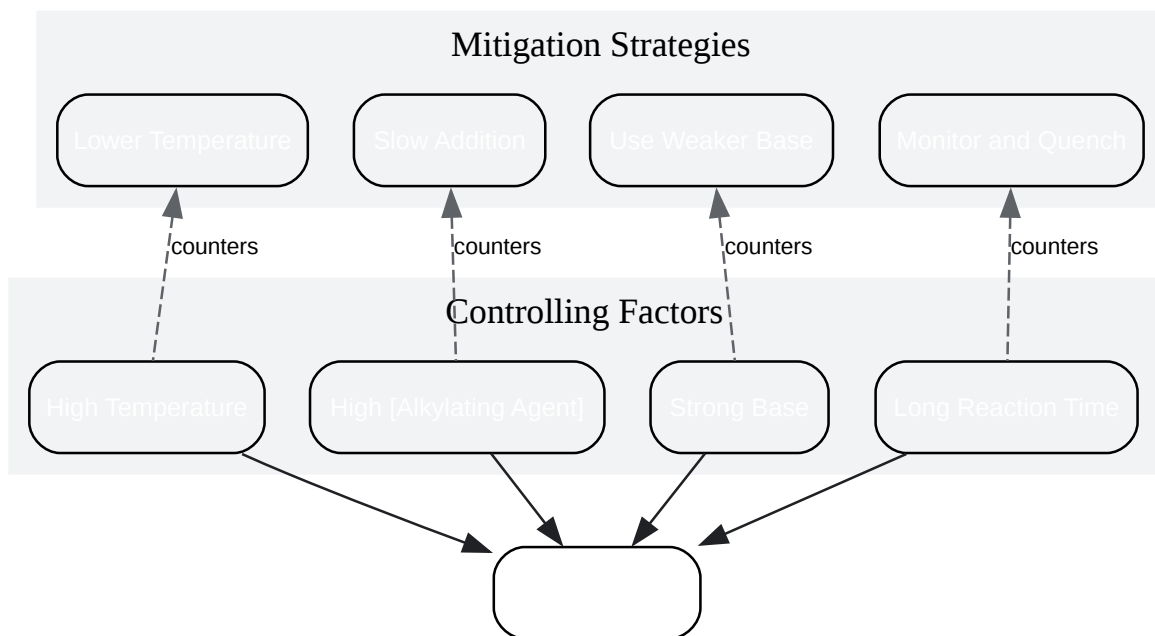 Mitigation Strategies
Lower Temperature
Slow Addition
Use Weaker Base
Monitor and Quench
counters
counters
counters
counters
Controlling Factors
High Temperature
High [Alkylating Agent]
Strong Base
Long Reaction Time